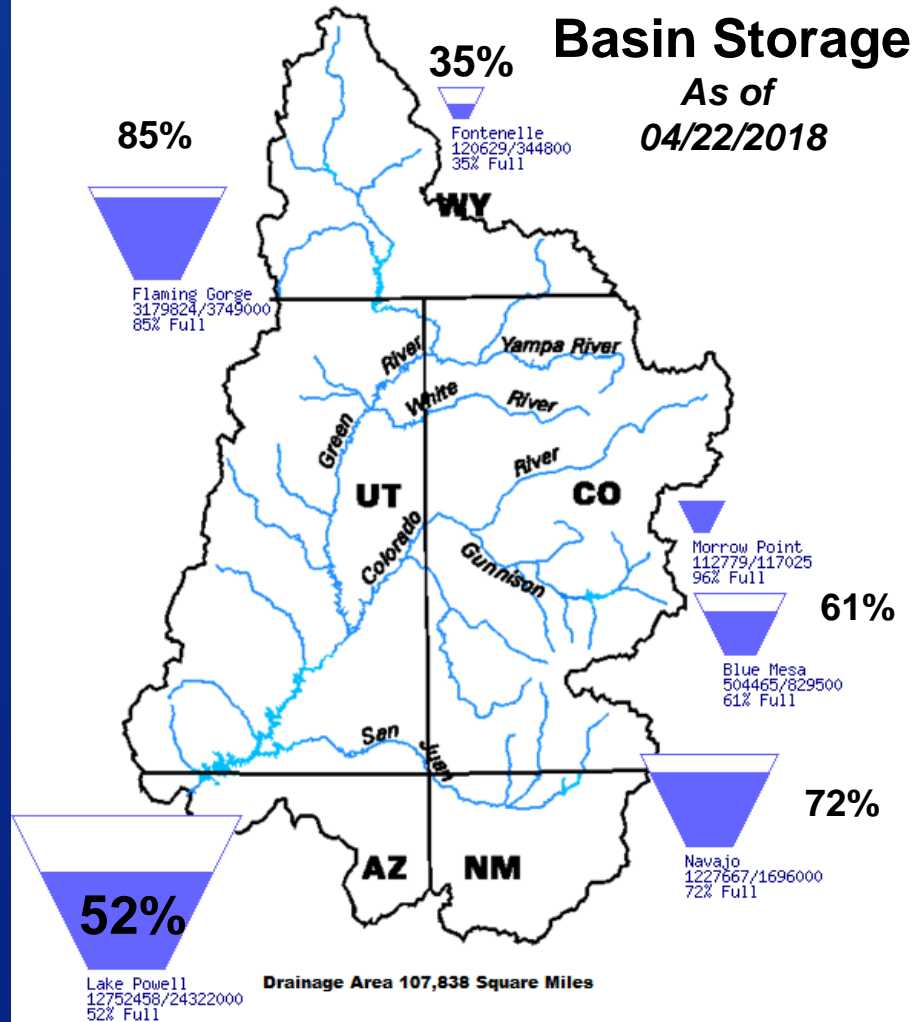 Basin Storage
As of
04/22/2018
35%
Fontenelle
120629/344800
35% Full
85%
Flaming Gorge
3179824/3749000
85% Full
WY
Yampa River
Green River
White River
UT
CO
Colorado River
Gunnison
Morrow Point
112779/117025
96% Full
61%
Blue Mesa
504465/829500
61% Full
San Juan
72%
Navajo
1227667/1696000
72% Full
AZ
NM
52%
Lake Powell
12752458/24322000
52% Full
Drainage Area 107,838 Square Miles